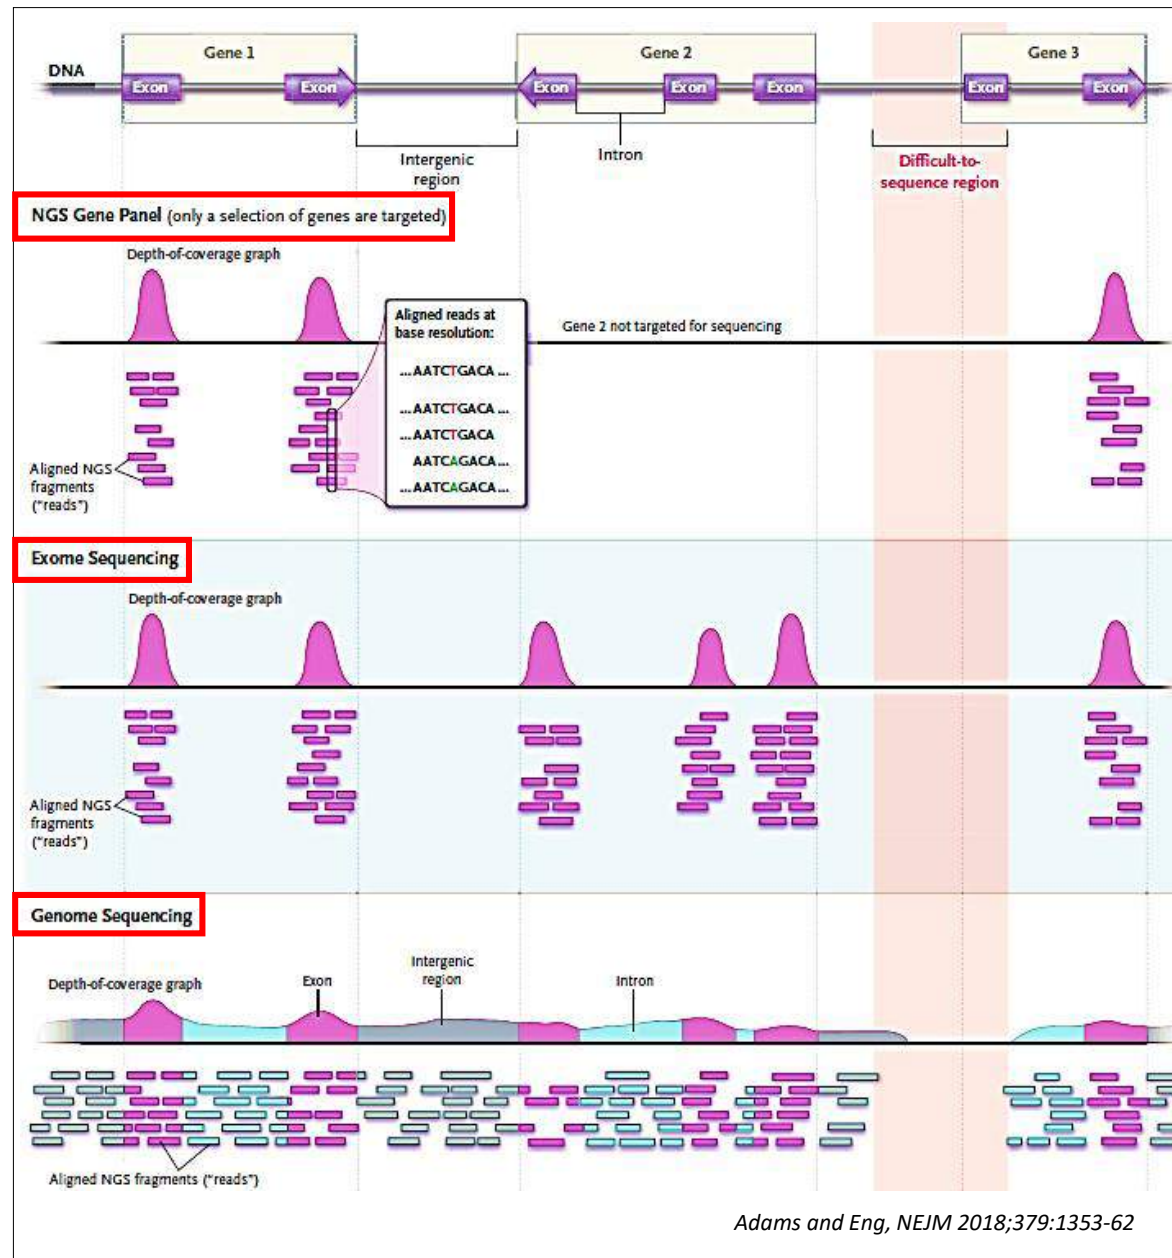 Gene 1
Gene 2
Gene 3
DNA
Exon
Exon
Exon
Exon
Exon
Exon
Exon
Intergenic
region
Intron
Difficult-to-
sequence region
NGS Gene Panel (only a selection of genes are targeted)
Depth-of-coverage graph
Aligned reads at
base resolution:
...AATCTGACA...
...AATCTGACA...
...AATCTGACA
AATCAGACA...
...AATCAGACA...
Gene 2 not targeted for sequencing
Aligned NGS
fragments
("reads")
Exome Sequencing
Depth-of-coverage graph
Aligned NGS
fragments
("reads")
Genome Sequencing
Depth-of-coverage graph
Exon
Intergenic
region
Intron
Aligned NGS fragments ("reads")
Adams and Eng, NEJM 2018;379:1353-62